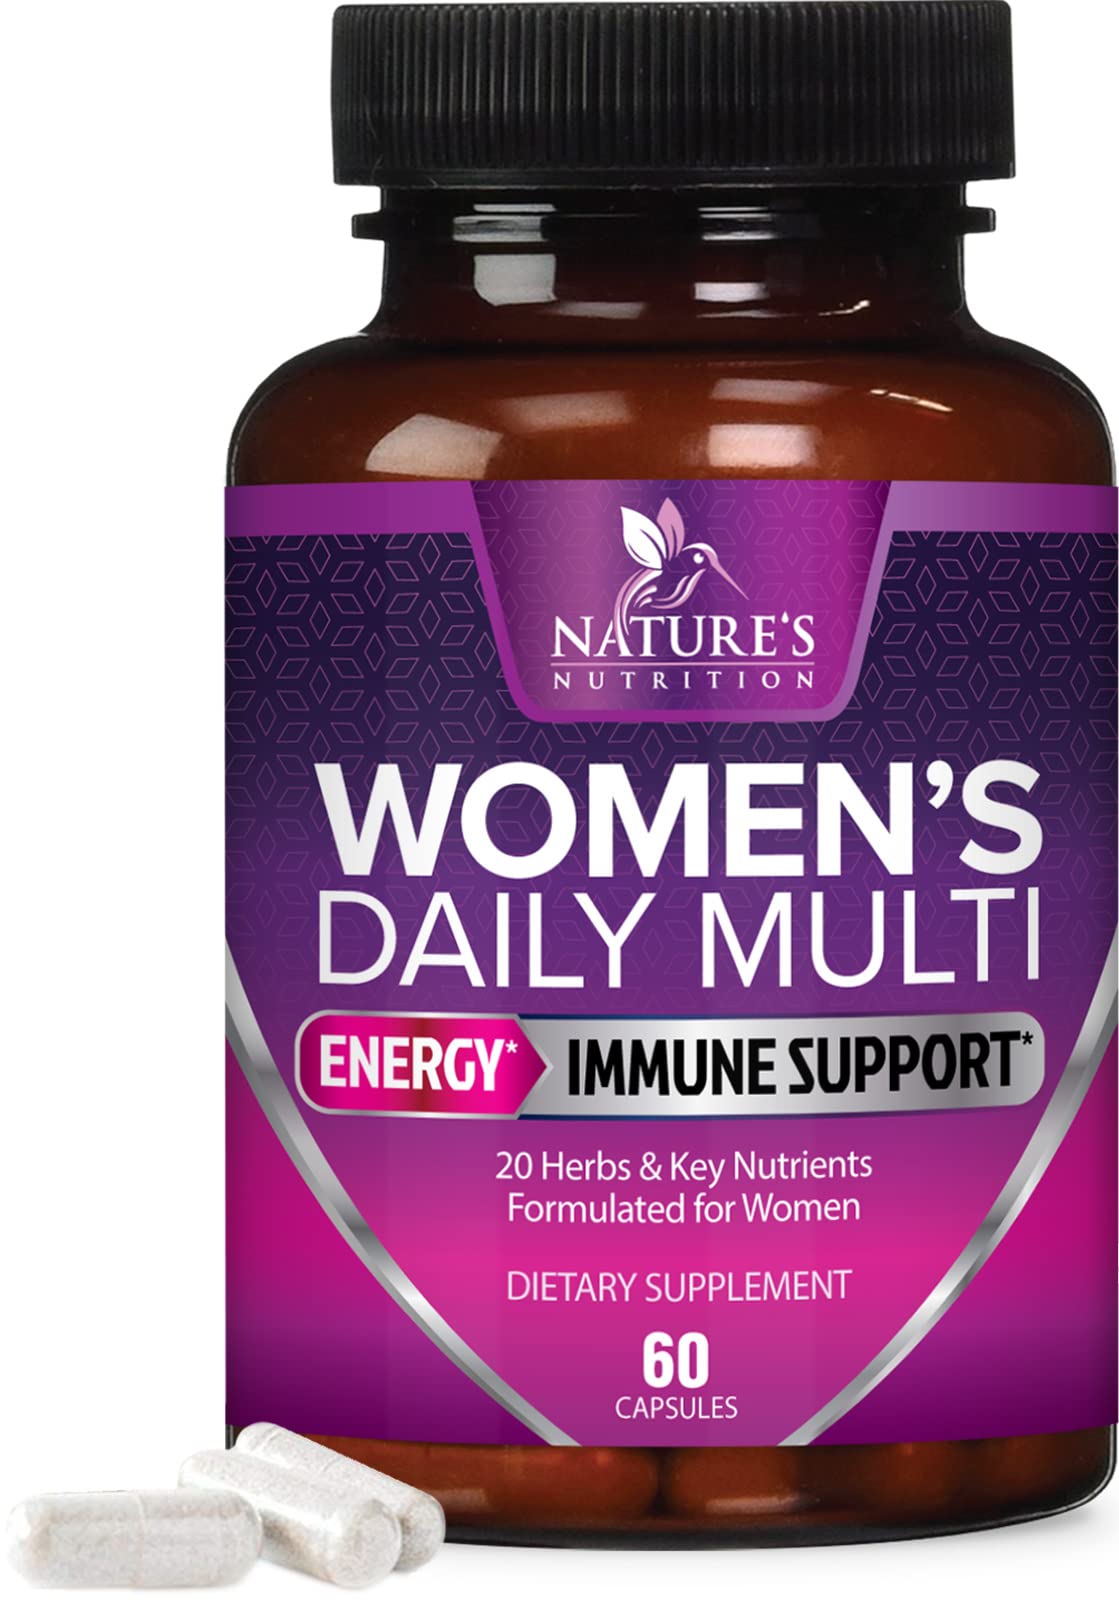 NATURE'S
NUTRITION
WOMEN'S
DAILY MULTI
ENERGY* IMMUNE SUPPORT*
20 Herbs & Key Nutrients
Formulated for Women
DIETARY SUPPLEMENT
60
CAPSULES